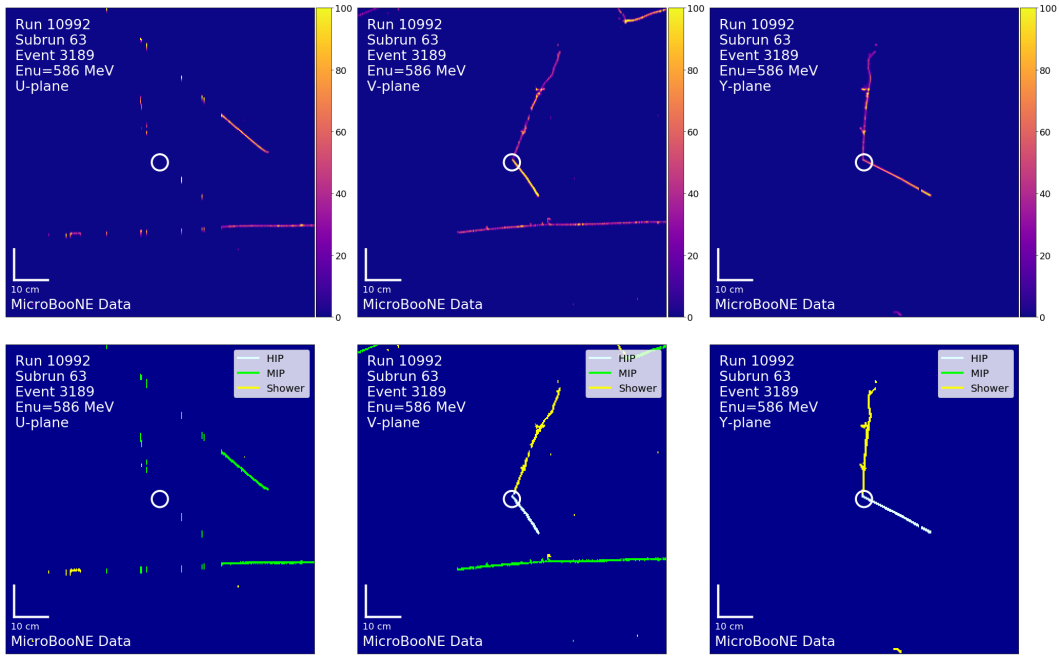 Run 10992
Subrun 63
Event 3189
Enu=586 MeV
U-plane
10 cm
MicroBooNE Data
100
80
60
40
20
0
Run 10992
Subrun 63
Event 3189
Enu=586 MeV
V-plane
10 cm
MicroBooNE Data
100
80
60
40
20
0
Run 10992
Subrun 63
Event 3189
Enu=586 MeV
Y-plane
10 cm
MicroBooNE Data
100
80
60
40
20
0
Run 10992
Subrun 63
Event 3189
Enu=586 MeV
U-plane
HIP
MIP
Shower
10 cm
MicroBooNE Data
Run 10992
Subrun 63
Event 3189
Enu=586 MeV
V-plane
HIP
MIP
Shower
10 cm
MicroBooNE Data
Run 10992
Subrun 63
Event 3189
Enu=586 MeV
Y-plane
HIP
MIP
Shower
10 cm
MicroBooNE Data